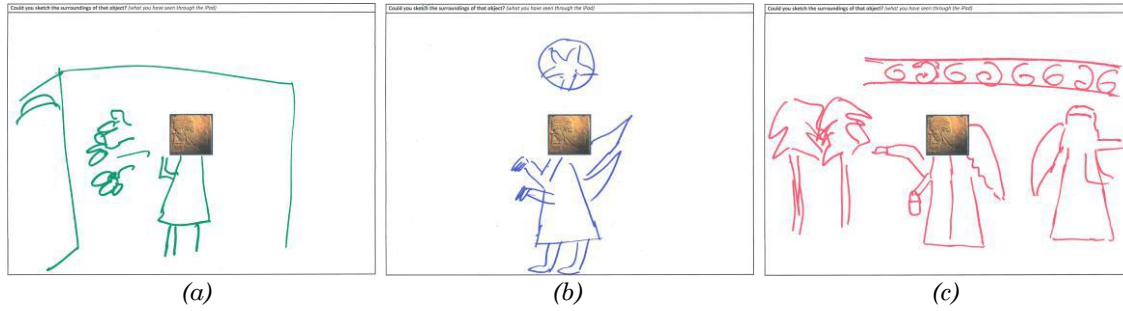 Could you sketch the surroundings of that object? (what you have seen through the iPad)
Could you sketch the surroundings of that object? (what you have seen through the iPad)
Could you sketch the surroundings of that object? (what you have seen through the iPad)
(a)
(b)
(c)